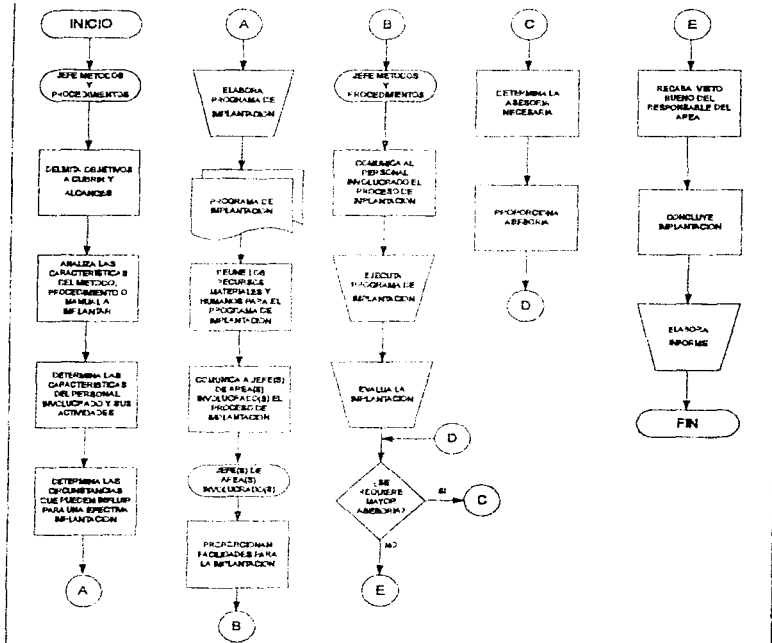 INICIO
JEFE METODOS
Y
PROCEDIMIENTOS
DELIMITA OBJETIVOS
A CUBRIR Y
ALCANCES
ANALIZA LAS
CARACTERÍSTICAS
DEL METODO,
PROCEDIMIENTO O
MANUAL A
IMPLANTAR
DETERMINA LAS
CARACTERISTICAS
DEL PERSONAL
INVOLUCRADO Y SUS
ACTIVIDADES
DETERMINA LAS
CIRCUNSTANCIAS
QUE PUEDEN INFLUIR
PARA UNA EFECTIVA
IMPLANTACION
A
A
ELABORA
PROGRAMA DE
IMPLANTACION
PROGRAMA DE
IMPLANTACION
REUNE LOS
RECURSOS
MATERIALES Y
HUMANOS PARA EL
PROGRAMA DE
IMPLANTACION
COMUNICA A JEFE(S)
DE AREA(S)
INVOLUCRADO(S) EL
PROCESO DE
IMPLANTACION
JEFE(S) DE
AREA(S)
INVOLUCRADO(S)
PROPORCIONAN
FACILIDADES PARA
LA IMPLANTACION
B
B
JEFE METODOS
Y
PROCEDIMIENTOS
COMUNICA AL
PERSONAL
INVOLUCRADO EL
PROCESO DE
IMPLANTACION
EJECUTA
PROGRAMA DE
IMPLANTACION
EVALUA LA
IMPLANTACION
D
¿SE
REQUIERE
MAYOR
ASESORIA?
SI
C
NO
E
C
DETERMINA LA
ASESORIA
NECESARIA
PROPORCIONA
ASESORIA
D
E
RECABA VISTO
BUENO DEL
RESPONSABLE DEL
AREA
CONCLUYE
IMPLANTACION
ELABORA
INFORME
FIN